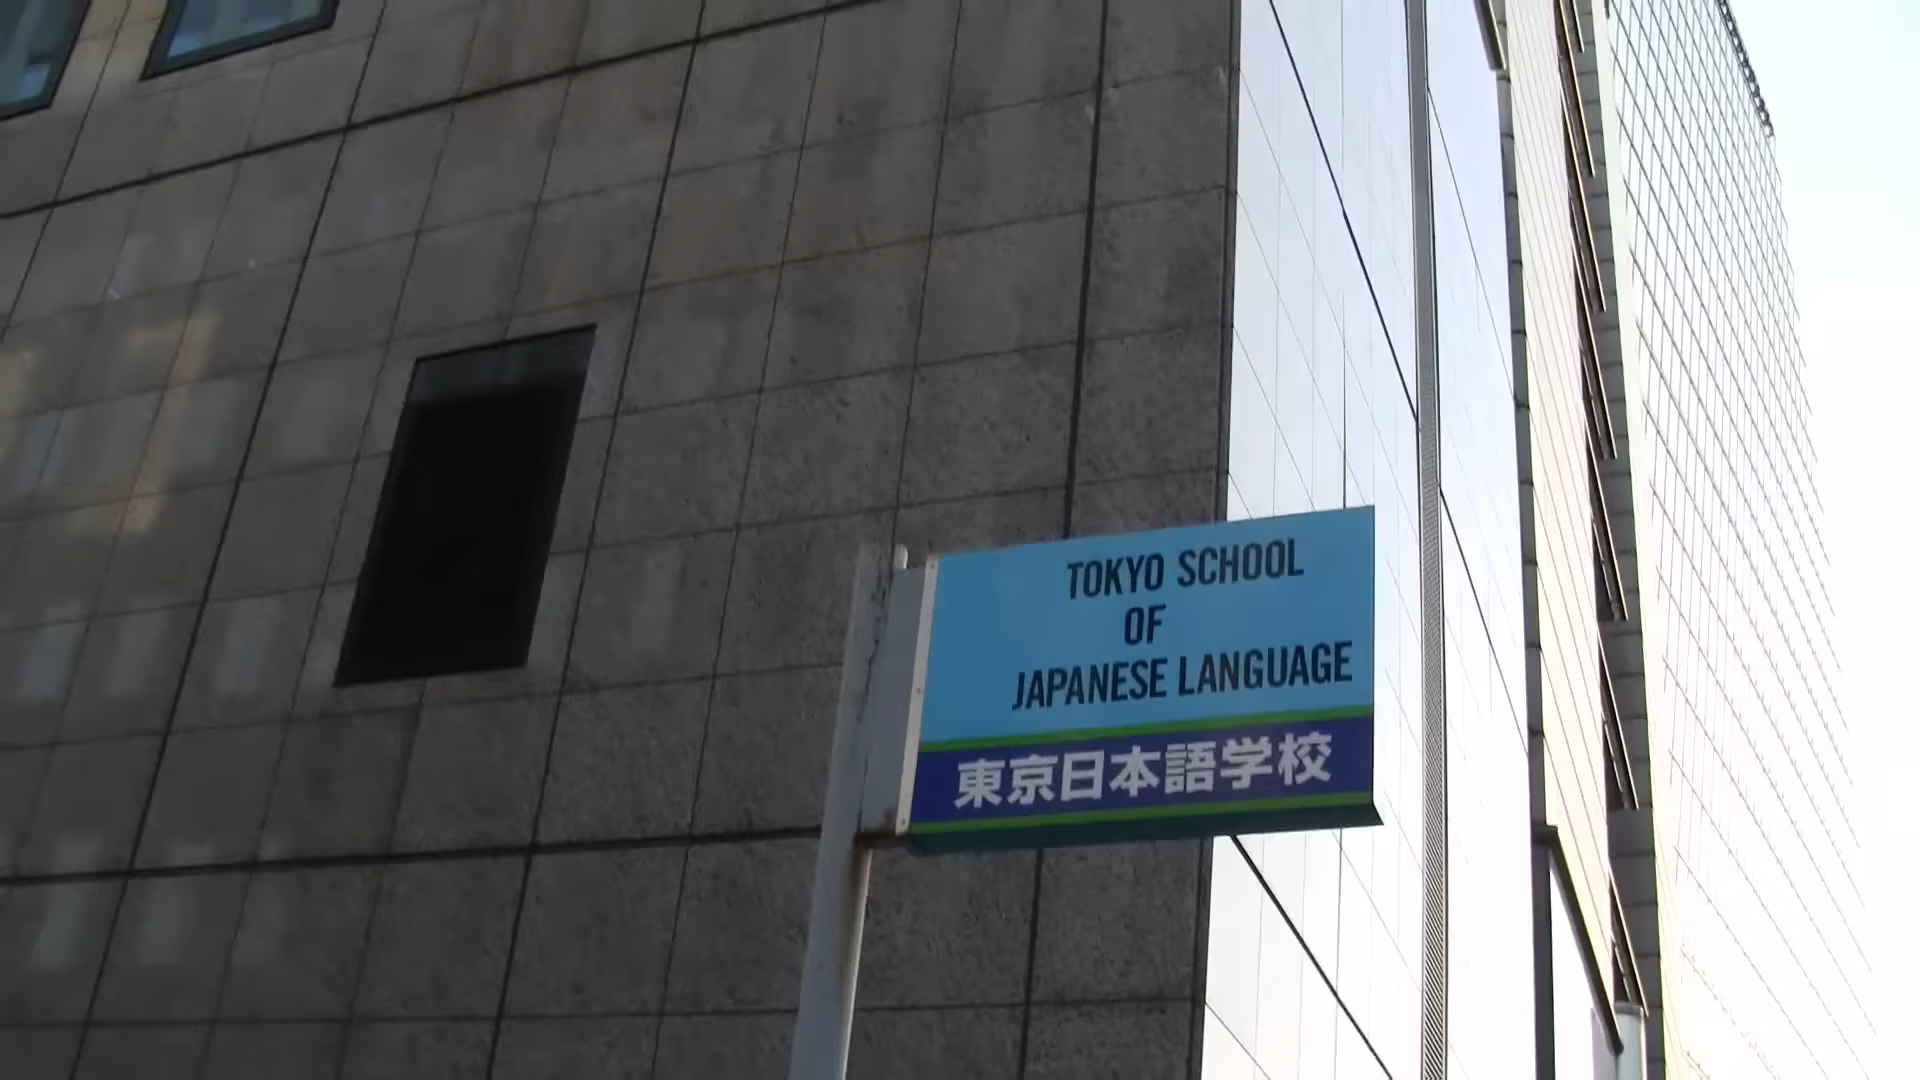 TOKYO SCHOOL
OF
JAPANESE LANGUAGE
東京日本語学校